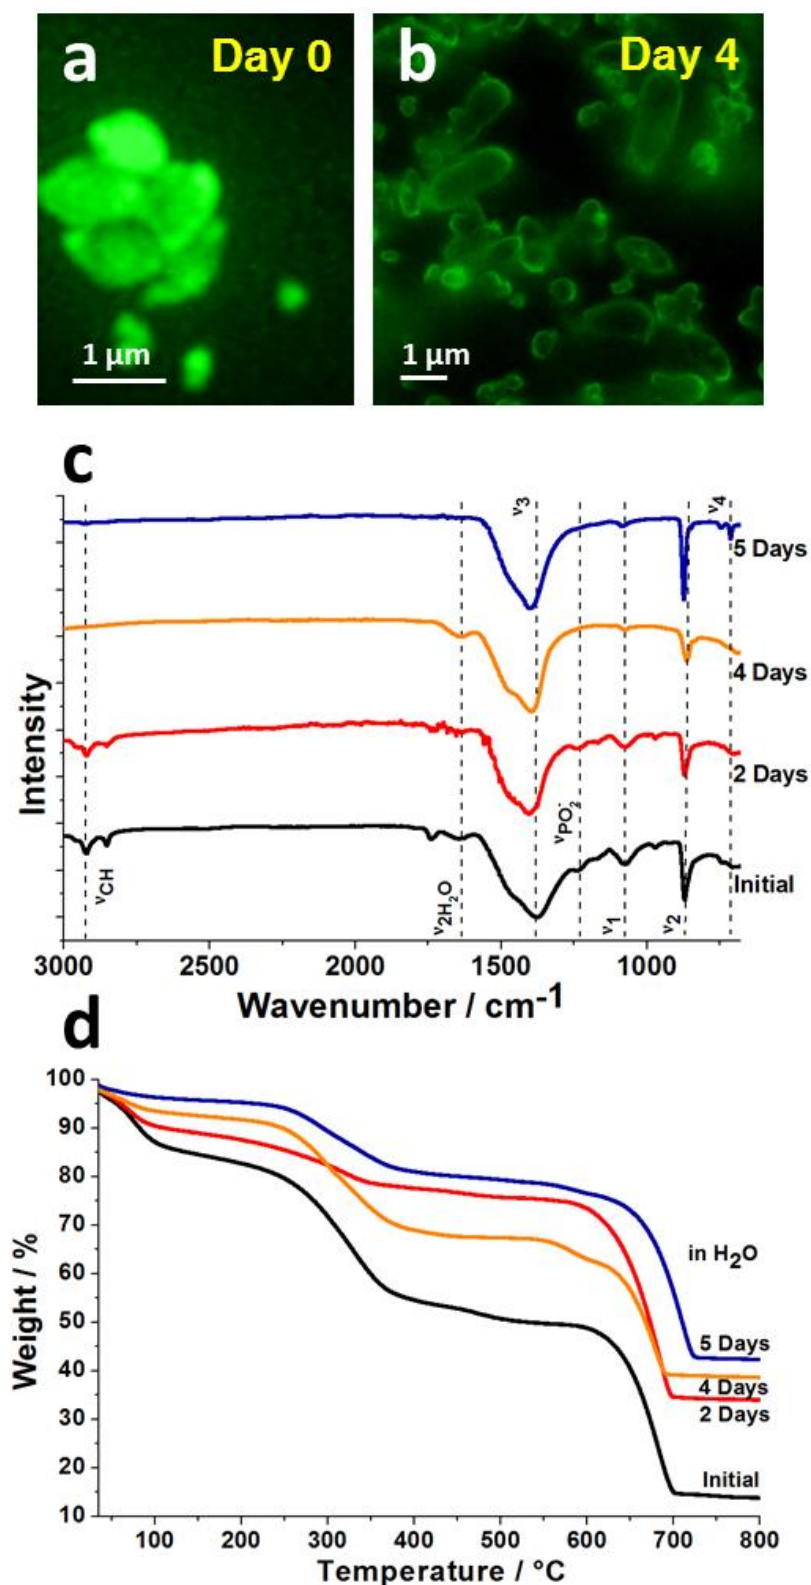 a Day 0
1 µm
b Day 4
1 µm
c
Intensity
ν3
ν4
5 Days
4 Days
2 Days
Initial
νCH
ν2H2O
νPO2-
ν1
ν2
3000 2500 2000 1500 1000
Wavenumber / cm-1
d
Weight / %
100
90
80
70
60
50
40
30
20
10
in H2O
5 Days
4 Days
2 Days
Initial
100 200 300 400 500 600 700 800
Temperature / °C